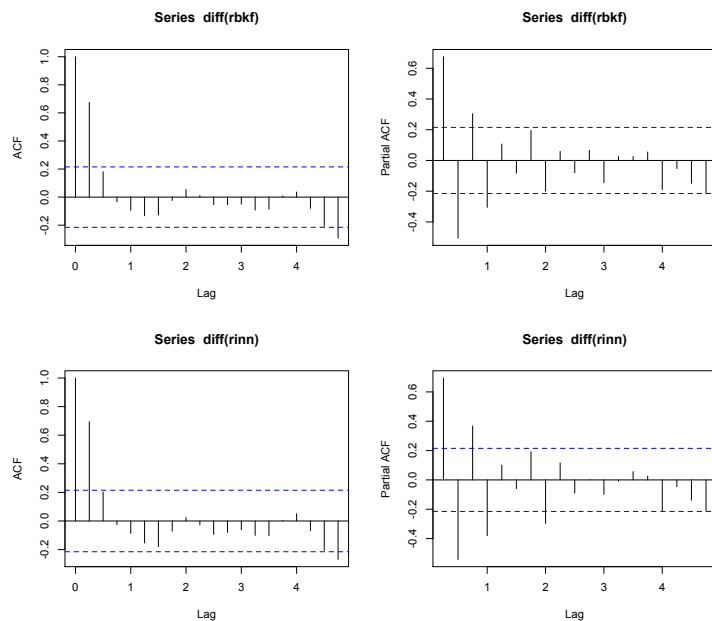 Series diff(rbkf)
ACF
-0.2 0.0 0.2 0.4 0.6 0.8 1.0
0 1 2 3 4
Lag
Series diff(rbkf)
Partial ACF
-0.4 -0.2 0.0 0.2 0.4 0.6
1 2 3 4
Lag
Series diff(rinn)
ACF
-0.2 0.0 0.2 0.4 0.6 0.8 1.0
0 1 2 3 4
Lag
Series diff(rinn)
Partial ACF
-0.4 -0.2 0.0 0.2 0.4 0.6
1 2 3 4
Lag